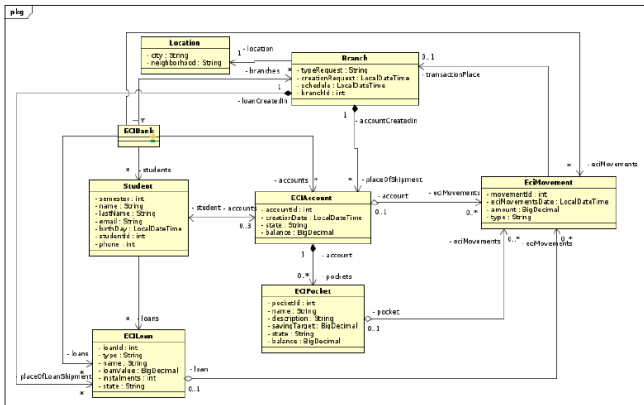 pkg
Location
- city : String
- neighborhood : String
- location
1
Branch
- typeRequest : String
- creationRequest : LocalDateTime
- schedule : LocalDateTime
- branchId : int
0..1
- transactionPlace
- branches
*
1
- loanCreatedIn
1
- accountCreatedIn
ECIBank
*
- students
- accounts
*
*
- placeOfShipment
*
- eciMovements
Student
- semester : int
- name : String
- lastName : String
- email : String
- birthDay : LocalDateTime
- studentId : int
- phone : int
- student
- accounts
0..3
ECIAccount
- accountId : int
- creationDate : LocalDateTime
- state : String
- balance : BigDecimal
- account
0..1
- eciMovements
0..*
EciMovement
- movementId : int
- eciMovementsDate : LocalDateTime
- amount : BigDecimal
- type : String
- eciMovements
0..*
- eciMovements
0..*
1
- account
0..*
- pockets
ECIPocket
- pocketId : int
- name : String
- description : String
- savingTarget : BigDecimal
- state : String
- balance : BigDecimal
- pocket
0..1
*
- loans
ECILoan
- loanId : int
- type : String
- name : String
- loanValue : BigDecimal
- instalments : int
- state : String
- loans
*
- placeOfLoanShipment
*
- loan
0..1